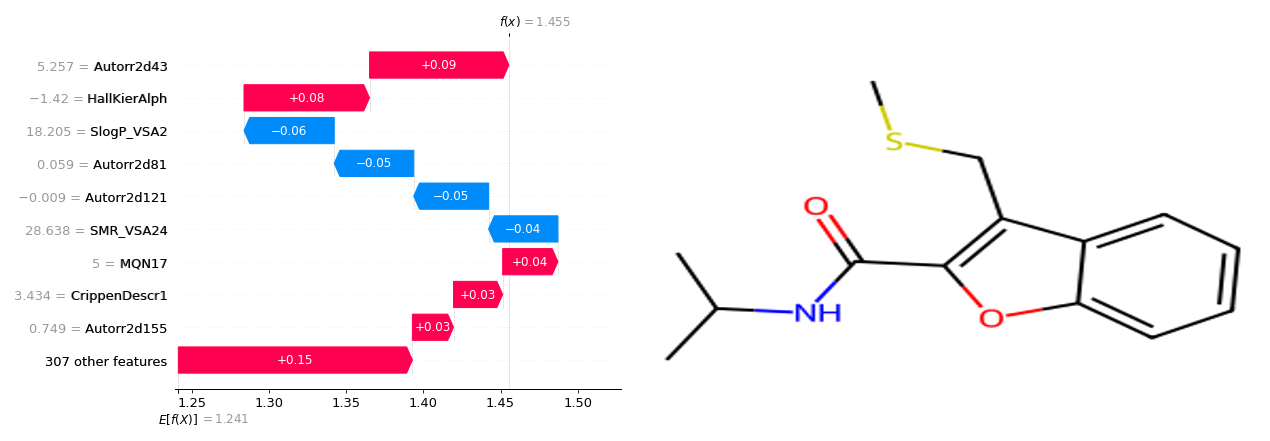 f(x) = 1.455
5.257 = Autorr2d43
+0.09
−1.42 = HallKierAlph
+0.08
18.205 = SlogP_VSA2
−0.06
0.059 = Autorr2d81
−0.05
−0.009 = Autorr2d121
−0.05
28.638 = SMR_VSA24
−0.04
5 = MQN17
+0.04
3.434 = CrippenDescr1
+0.03
0.749 = Autorr2d155
+0.03
307 other features
+0.15
1.25 1.30 1.35 1.40 1.45 1.50
E[f(X)] = 1.241
S
O
NH
O